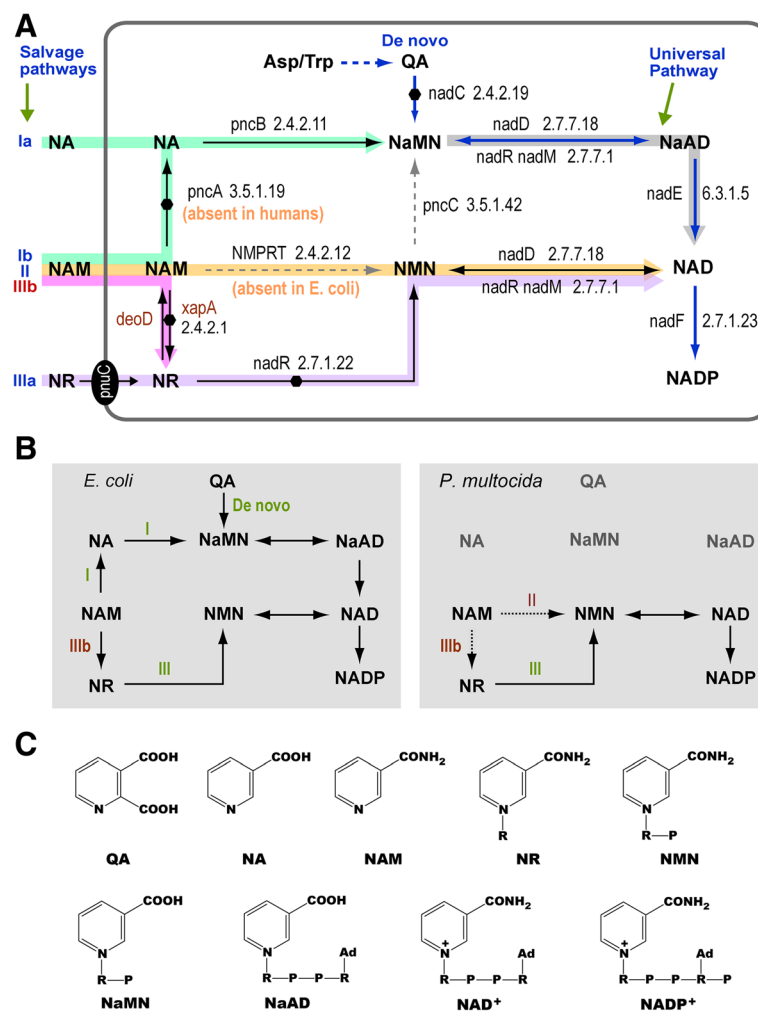 A
De novo
Salvage
pathways
Asp/Trp
QA
Universal
Pathway
nadC 2.4.2.19
Ia
NA
NA
pncB 2.4.2.11
NaMN
nadD 2.7.7.18
NaAD
nadR nadM 2.7.7.1
pncA 3.5.1.19
(absent in humans)
pncC 3.5.1.42
nadE
6.3.1.5
Ib
II
IIIb
NAM
NAM
NMPRT 2.4.2.12
(absent in E. coli)
NMN
nadD 2.7.7.18
nadR nadM 2.7.7.1
NAD
deoD
xapA
2.4.2.1
nadF
2.7.1.23
IIIa
NR
pnuC
NR
nadR 2.7.1.22
NADP
B
E. coli
QA
De novo
I
NA
NaMN
NaAD
I
NAM
NMN
NAD
IIIb
III
NR
NADP
P. multocida
QA
NA
NaMN
NaAD
II
NAM
NMN
NAD
IIIb
III
NR
NADP
C
COOH
COOH
N
QA
COOH
N
NA
CONH2
N
NAM
CONH2
N
R
NR
CONH2
N
R—P
NMN
COOH
N
R—P
NaMN
COOH
N
Ad
R—P—P—R
NaAD
CONH2
+
N
Ad
R—P—P—R
NAD+
CONH2
+
N
Ad
R—P—P—R—P
NADP+